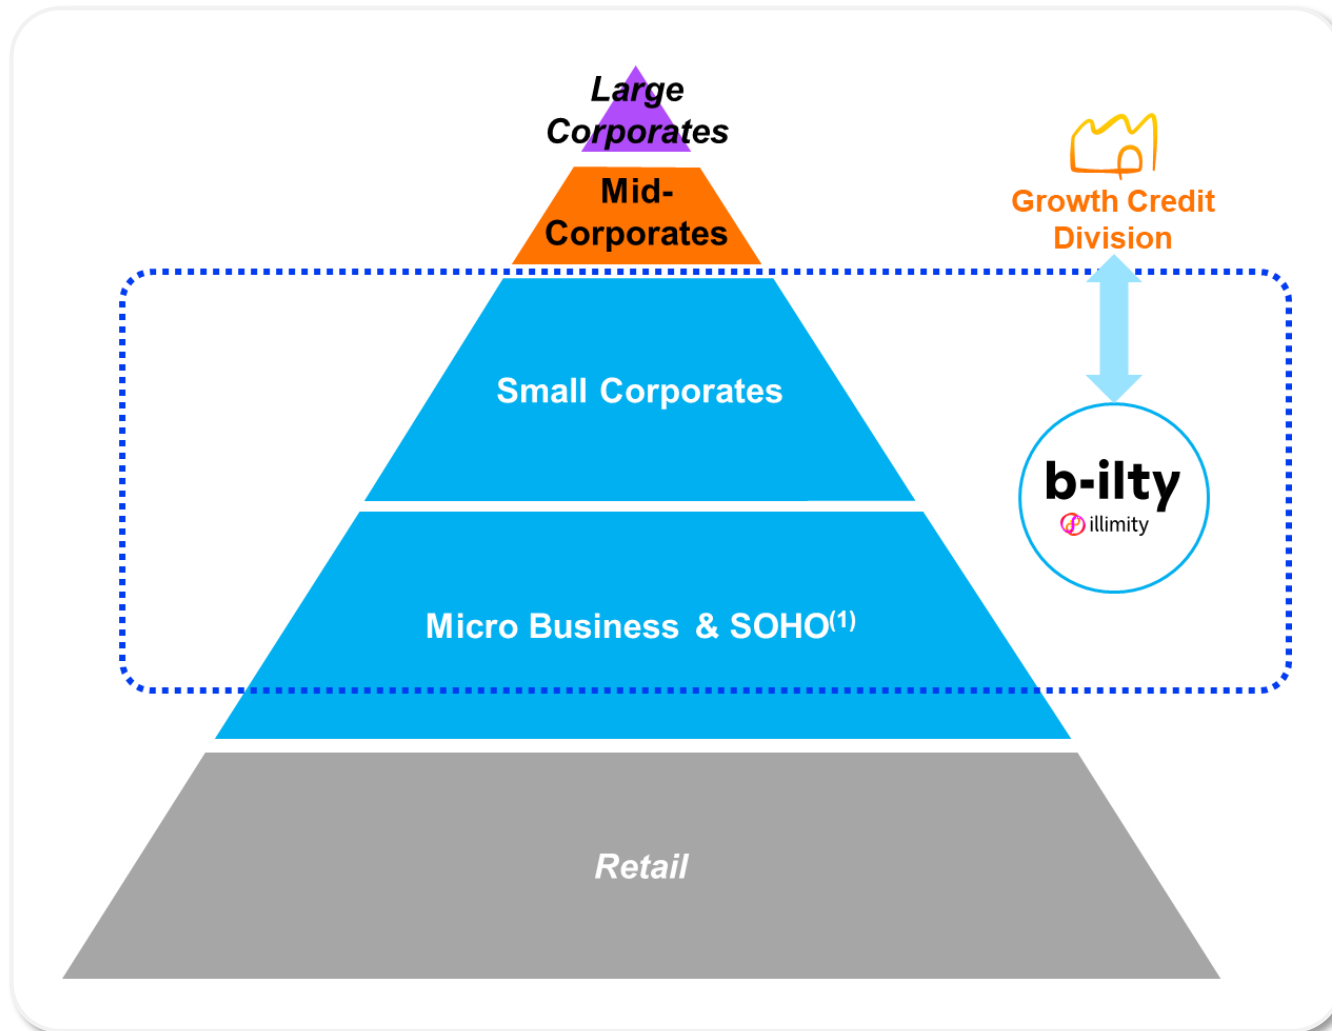 Large
Corporates
Mid-
Corporates
Growth Credit
Division
Small Corporates
b-ilty
illimity
Micro Business & SOHO(1)
Retail